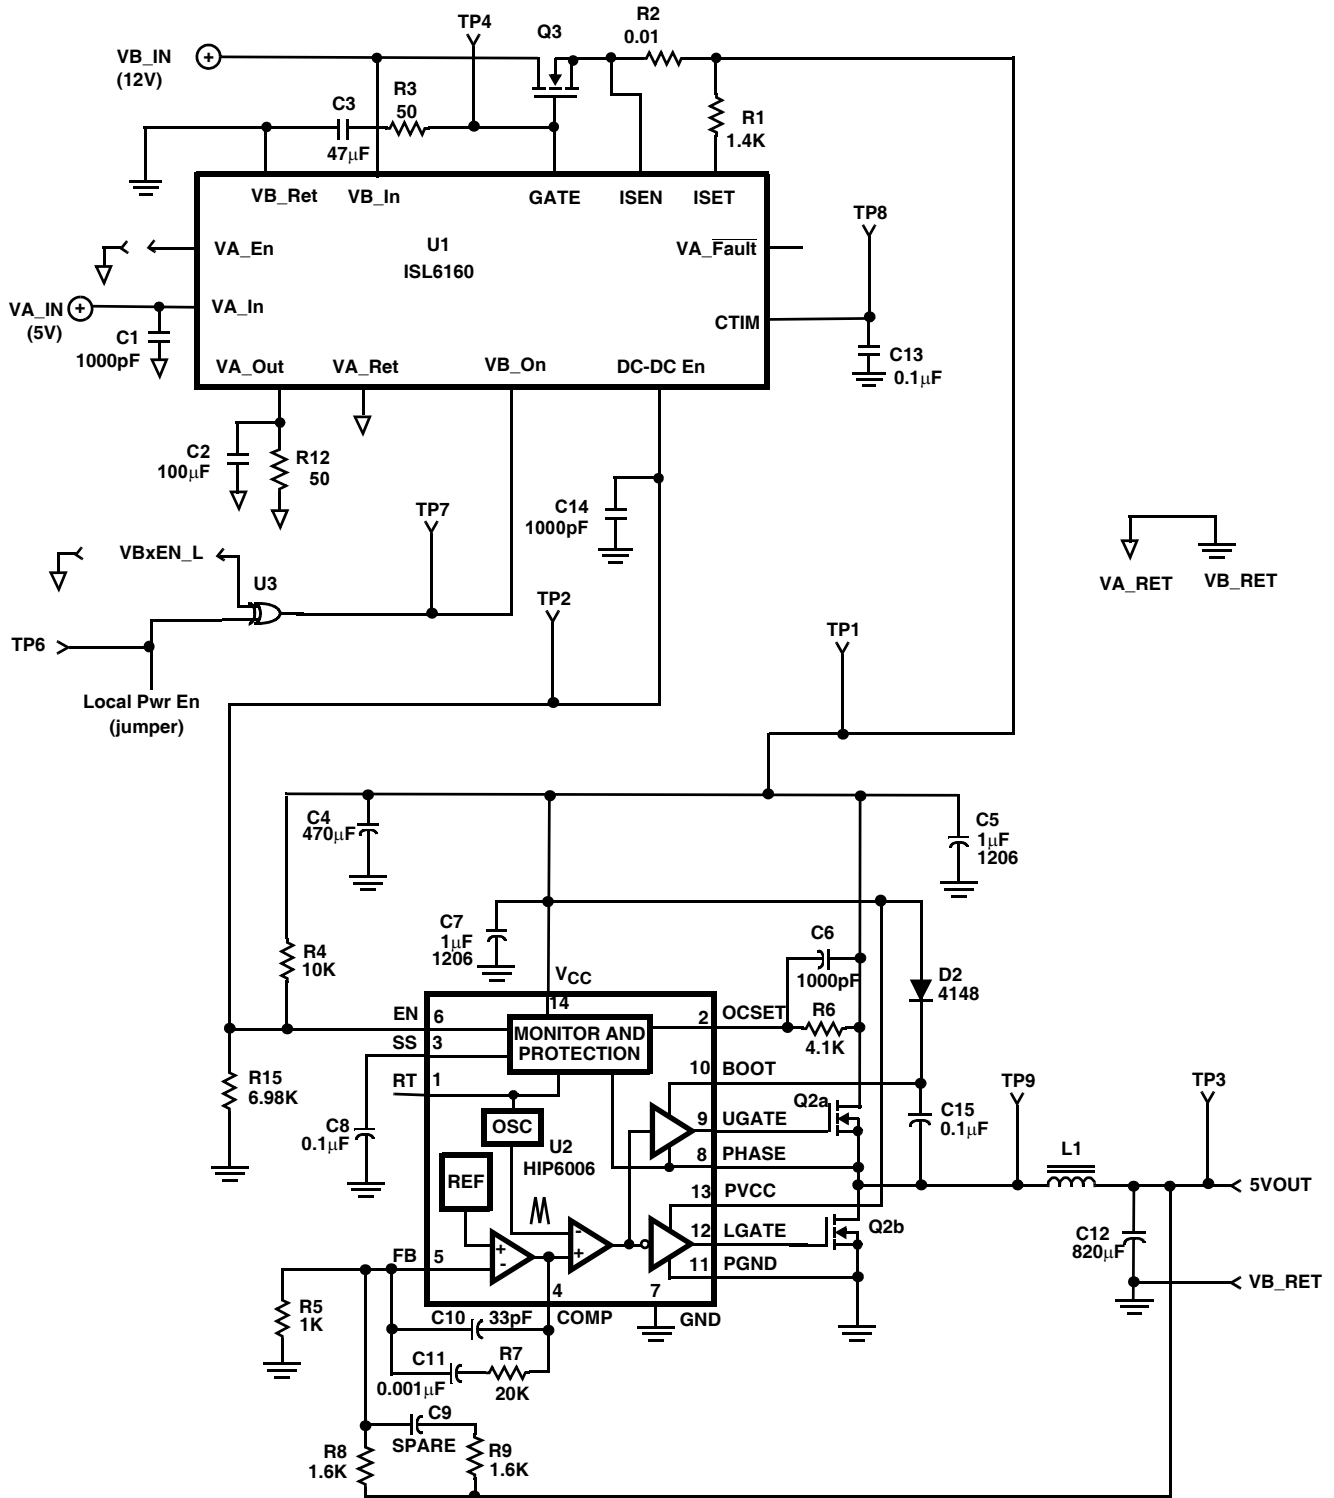 TP4
Q3
R2
0.01
VB_IN
(12V)
+
C3
47µF
R3
50
R1
1.4K
VB_Ret
VB_In
GATE
ISEN
ISET
TP8
VA_En
U1
ISL6160
VA_Fault
VA_IN
(5V)
+
VA_In
C1
1000pF
CTIM
C13
0.1µF
VA_Out
VA_Ret
VB_On
DC-DC En
C2
100µF
R12
50
C14
1000pF
TP7
VBxEN_L
U3
TP2
VA_RET
VB_RET
TP6
TP1
Local Pwr En
(jumper)
C4
470µF
C5
1µF
1206
C7
1µF
1206
C6
1000pF
R4
10K
D2
4148
VCC
14
EN
6
MONITOR AND
PROTECTION
2
OCSET
R6
4.1K
SS
3
RT
1
10
BOOT
R15
6.98K
C8
0.1µF
OSC
U2
HIP6006
9
UGATE
Q2a
C15
0.1µF
TP9
TP3
8
PHASE
L1
REF
13
PVCC
5VOUT
12
LGATE
Q2b
C12
820µF
FB
5
+
-
-
+
11
PGND
VB_RET
4
COMP
7
GND
R5
1K
C10
33pF
C11
0.001µF
R7
20K
C9
SPARE
R8
1.6K
R9
1.6K